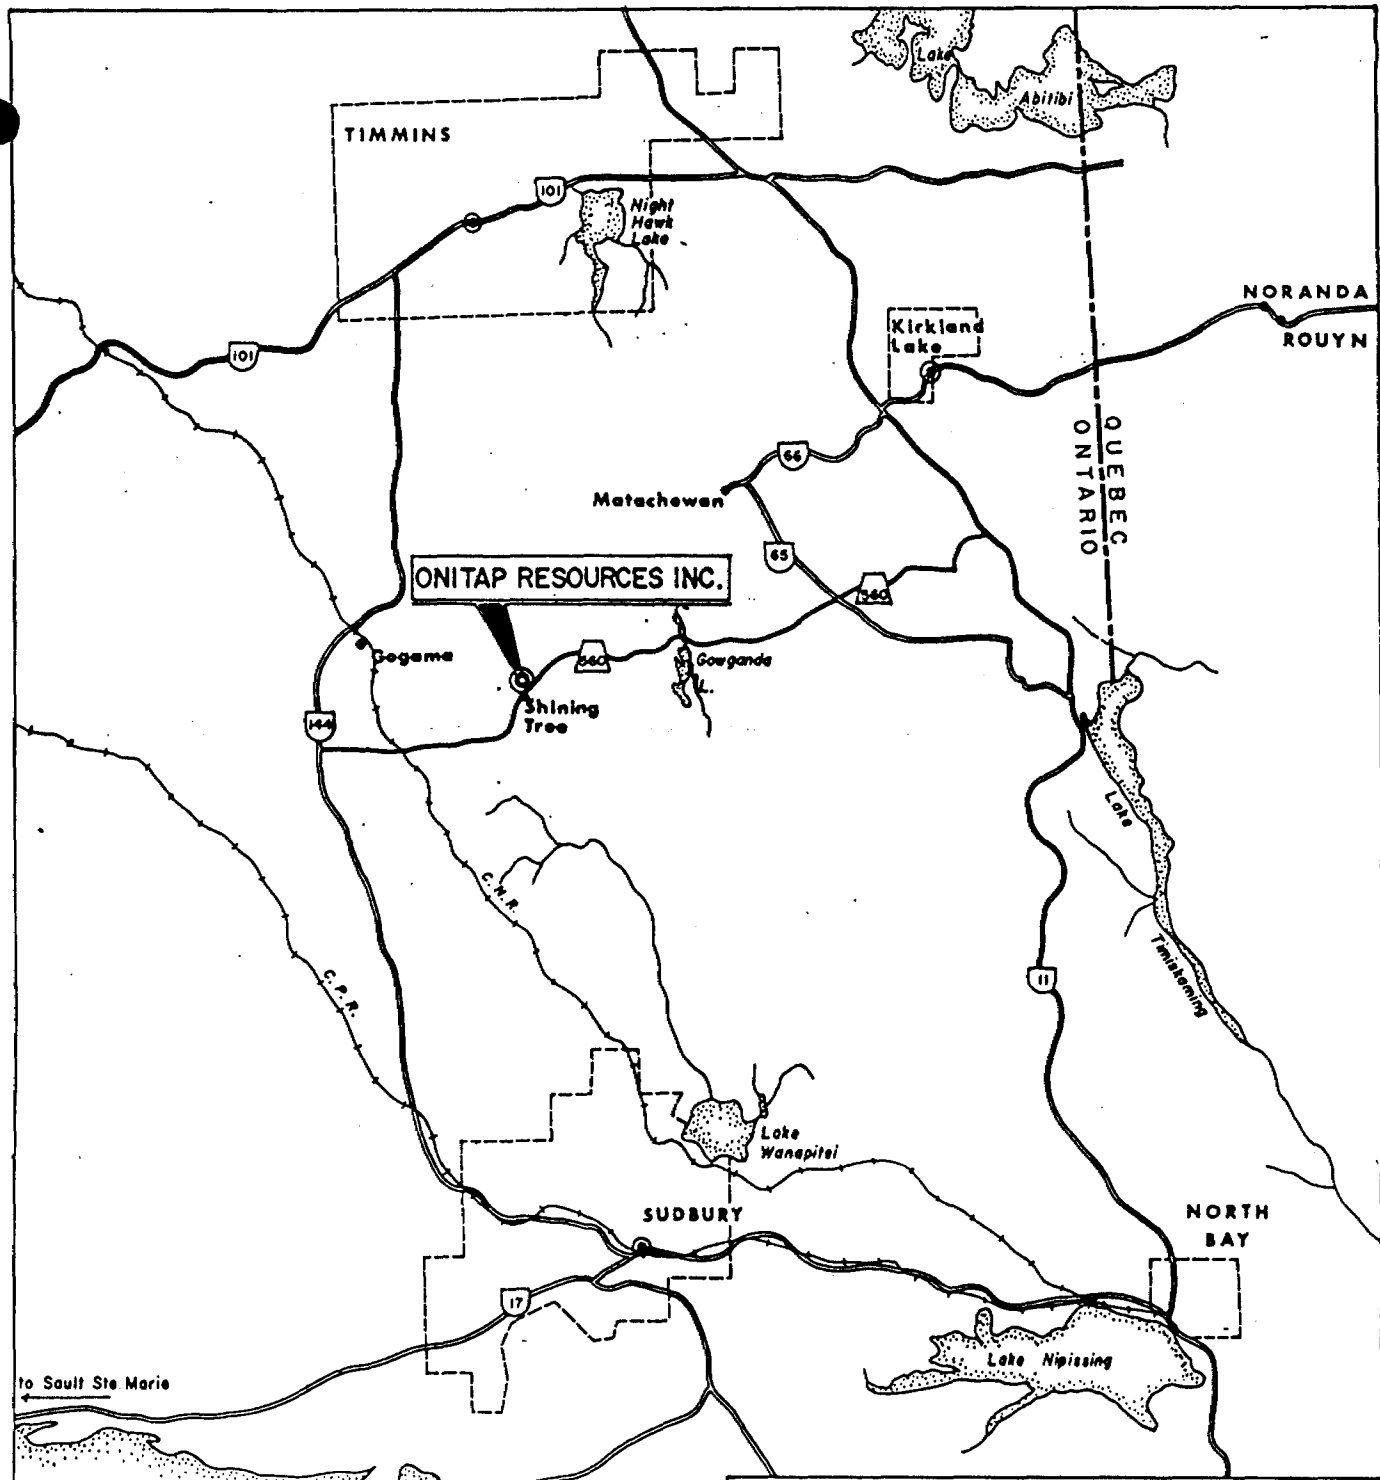 Lake
Abitibi
TIMMINS
101
Night
Hawk
Lake
NORANDA
ROUYN
Kirkland
Lake
101
QUEBEC
ONTARIO
66
Matachewan
65
ONITAP RESOURCES INC.
560
Gogama
560
Gowganda
L.
Shining
Tree
144
Lake
Timiskaming
C.N.R.
C.P.R.
11
Lake
Wanapitei
SUDBURY
NORTH
BAY
17
Lake Nipissing
to Sault Ste. Marie